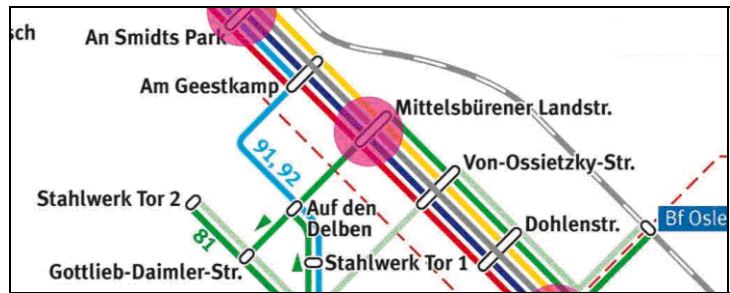 sch
An Smidts Park
Am Geestkamp
Mittelsbürener Landstr.
91, 92
Von-Ossietzky-Str.
Stahlwerk Tor 2
Auf den
Delben
Dohlenstr.
Bf Osle
81
Gottlieb-Daimler-Str.
Stahlwerk Tor 1